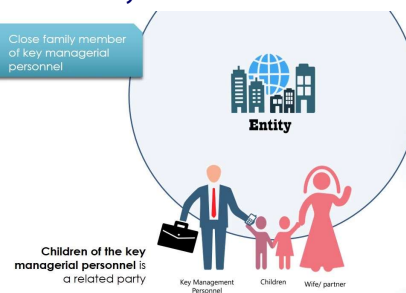 Close family member
of key managerial
personnel
Entity
Children of the key
managerial personnel is
a related party
Key Management
Personnel
Children
Wife/ partner